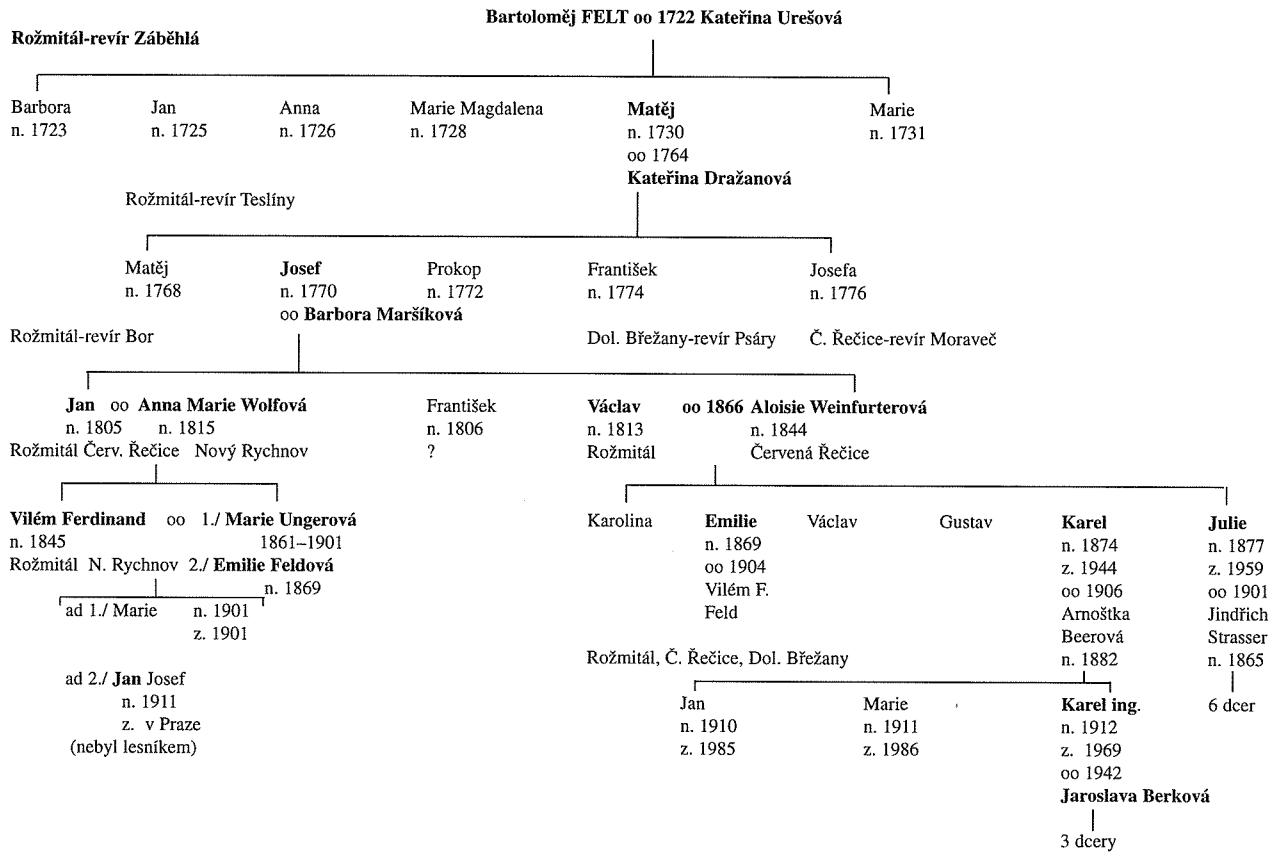 Bartoloměj FELT oo 1722 Kateřina Urešová
Rožmitál-revír Záběhlá
Barbora Jan Anna Marie Magdalena Matěj Marie
n. 1723 n. 1725 n. 1726 n. 1728 n. 1730 n. 1731
oo 1764
Kateřina Dražanová
Rožmitál-revír Teslíny
Matěj Josef Prokop František Josefa
n. 1768 n. 1770 n. 1772 n. 1774 n. 1776
oo Barbora Maršíková
Rožmitál-revír Bor Dol. Břežany-revír Psáry Č. Řečice-revír Moraveč
Jan oo Anna Marie Wolfová František Václav oo 1866 Aloisie Weinfurterová
n. 1805 n. 1815 n. 1806 n. 1813 n. 1844
Rožmitál Červ. Řečice Nový Rychnov ? Rožmitál Červená Řečice
Vilém Ferdinand oo 1./ Marie Ungerová Karolina Emilie Václav Gustav Karel Julie
n. 1845 1861–1901 n. 1869 n. 1874 n. 1877
Rožmitál N. Rychnov 2./ Emilie Feldová oo 1904 z. 1944 z. 1959
n. 1869 Vilém F. oo 1906 oo 1901
ad 1./ Marie n. 1901 Feld Arnoštka Jindřich
z. 1901 Beerová Strasser
Rožmitál, Č. Řečice, Dol. Břežany n. 1882 n. 1865
ad 2./ Jan Josef Jan Marie Karel ing. 6 dcer
n. 1911 n. 1910 n. 1911 n. 1912
z. v Praze z. 1985 z. 1986 z. 1969
(nebyl lesníkem) oo 1942
Jaroslava Berková
3 dcery